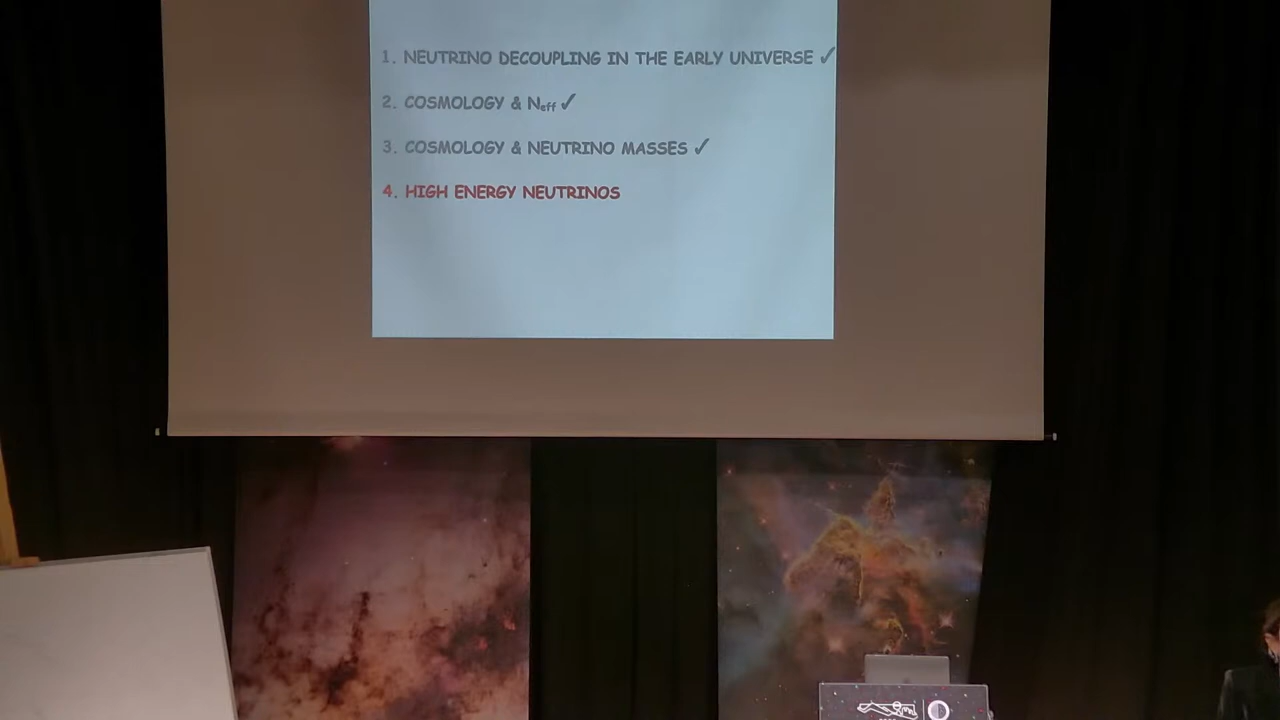 1. NEUTRINO DECOUPLING IN THE EARLY UNIVERSE ✓
2. COSMOLOGY & Neff ✓
3. COSMOLOGY & NEUTRINO MASSES ✓
4. HIGH ENERGY NEUTRINOS